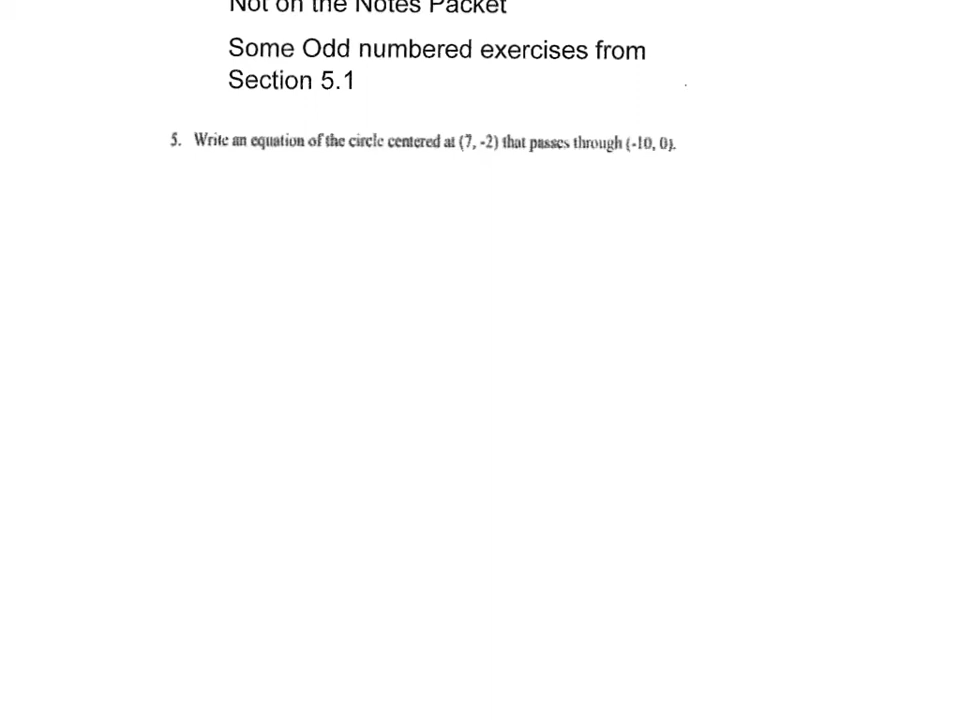 Not on the Notes Packet
Some Odd numbered exercises from
Section 5.1
5. Write an equation of the circle centered at (7, -2) that passes through (-10, 0).